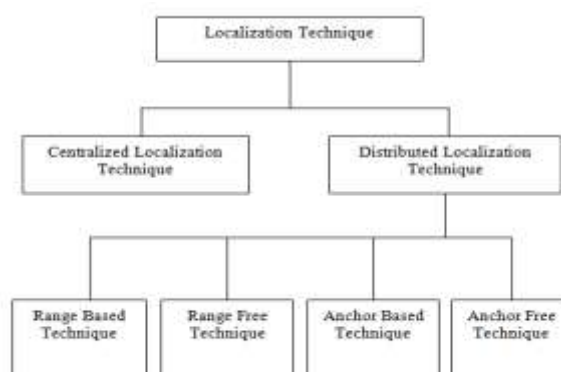 Localization Technique
Centralized Localization
Technique
Distributed Localization
Technique
Range Based
Technique
Range Free
Technique
Anchor Based
Technique
Anchor Free
Technique